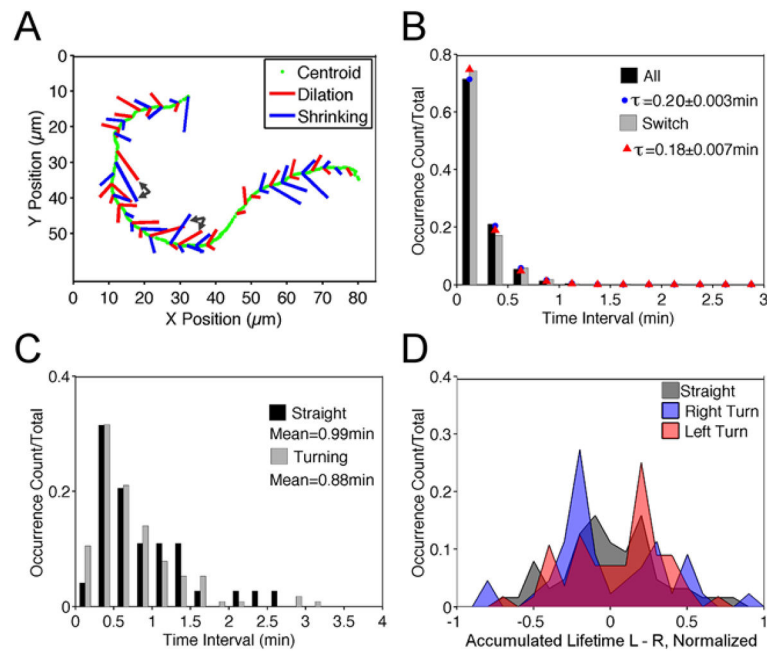 A
0
10
20
30
40
50
Y Position (µm)
0 10 20 30 40 50 60 70 80
X Position (µm)
Centroid
Dilation
Shrinking
B
0.8
0.6
0.4
0.2
0
Occurrence Count/Total
0 0.5 1 1.5 2 2.5 3
Time Interval (min)
All
τ=0.20±0.003min
Switch
τ=0.18±0.007min
C
0.4
0.2
0
Occurrence Count/Total
0 0.5 1 1.5 2 2.5 3 3.5 4
Time Interval (min)
Straight
Mean=0.99min
Turning
Mean=0.88min
D
0.4
0.3
0.2
0.1
0
Occurrence Count/Total
-1 -0.5 0 0.5 1
Accumulated Lifetime L - R, Normalized
Straight
Right Turn
Left Turn